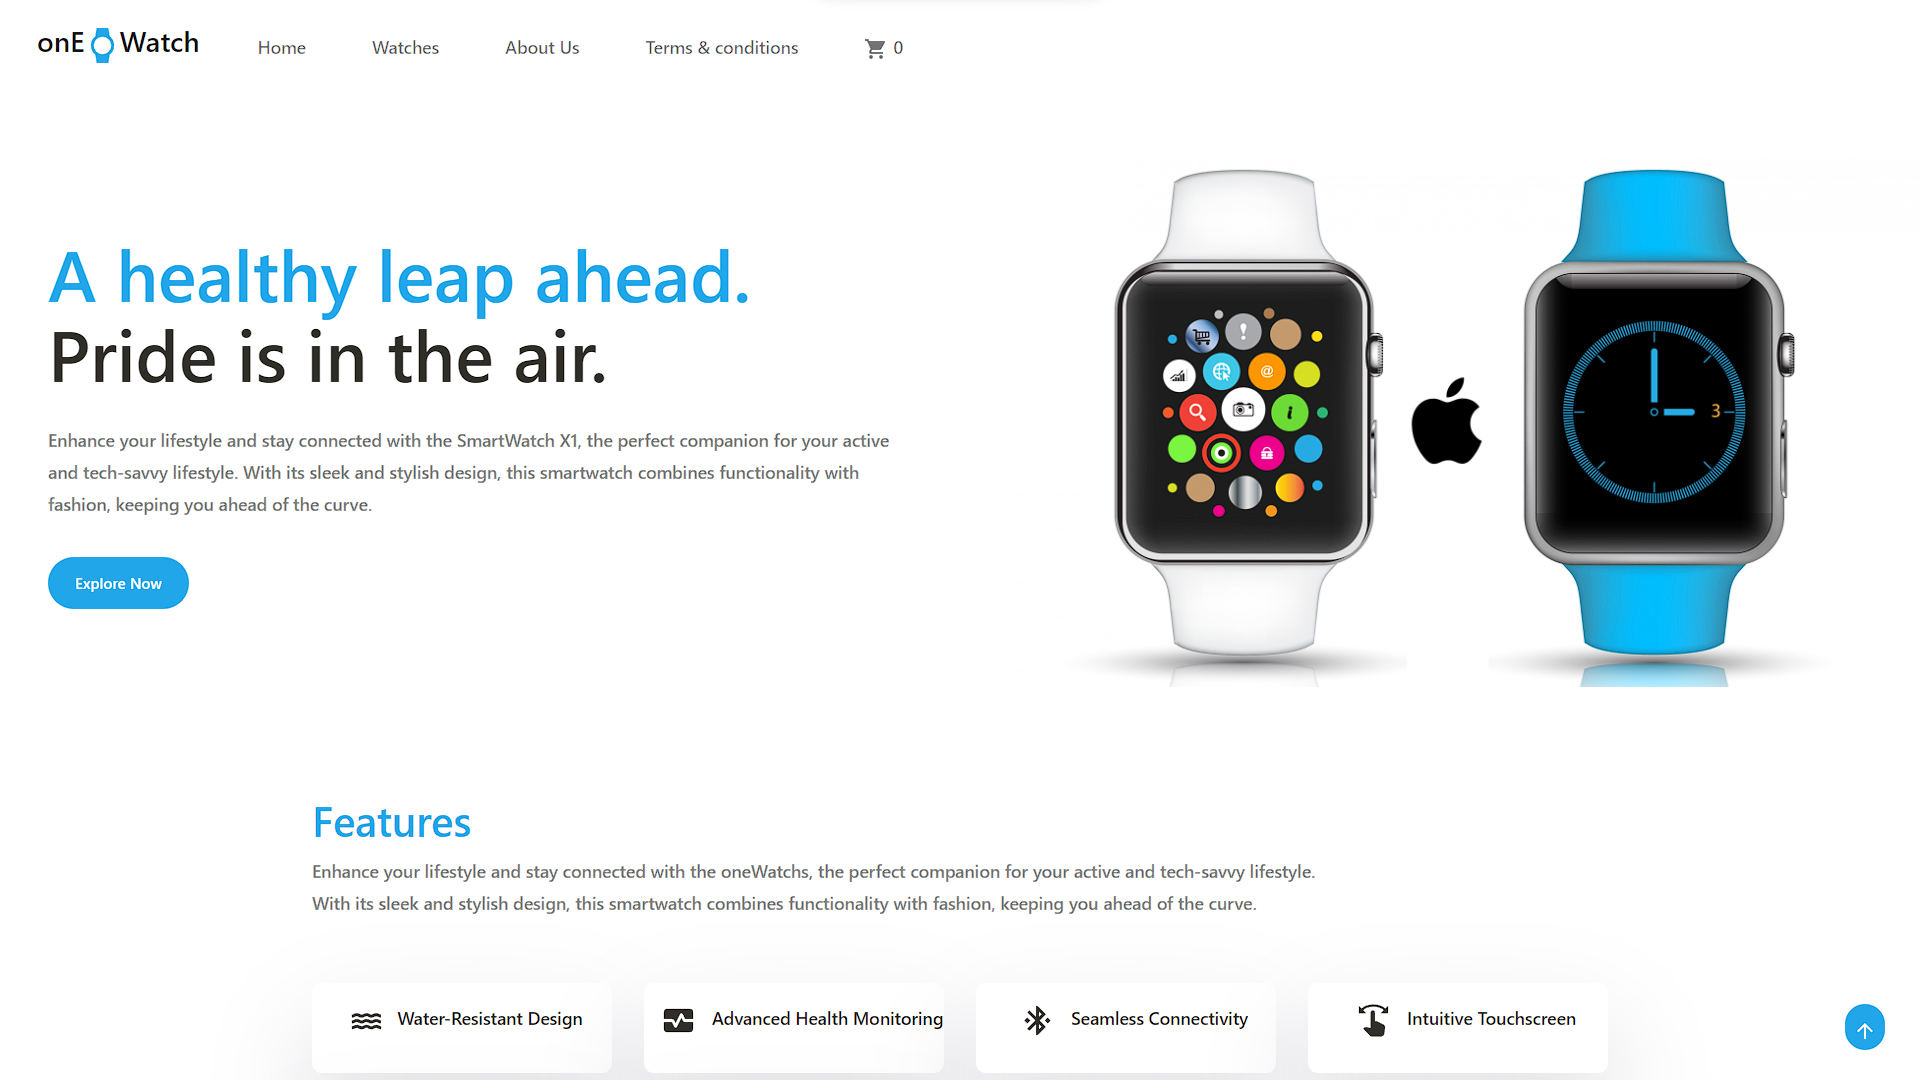 onE Watch
Home
Watches
About Us
Terms & conditions
0
A healthy leap ahead.
Pride is in the air.
Enhance your lifestyle and stay connected with the SmartWatch X1, the perfect companion for your active
and tech-savvy lifestyle. With its sleek and stylish design, this smartwatch combines functionality with
fashion, keeping you ahead of the curve.
Explore Now
!
@
i
3
Features
Enhance your lifestyle and stay connected with the oneWatchs, the perfect companion for your active and tech-savvy lifestyle.
With its sleek and stylish design, this smartwatch combines functionality with fashion, keeping you ahead of the curve.
Water-Resistant Design
Advanced Health Monitoring
Seamless Connectivity
Intuitive Touchscreen